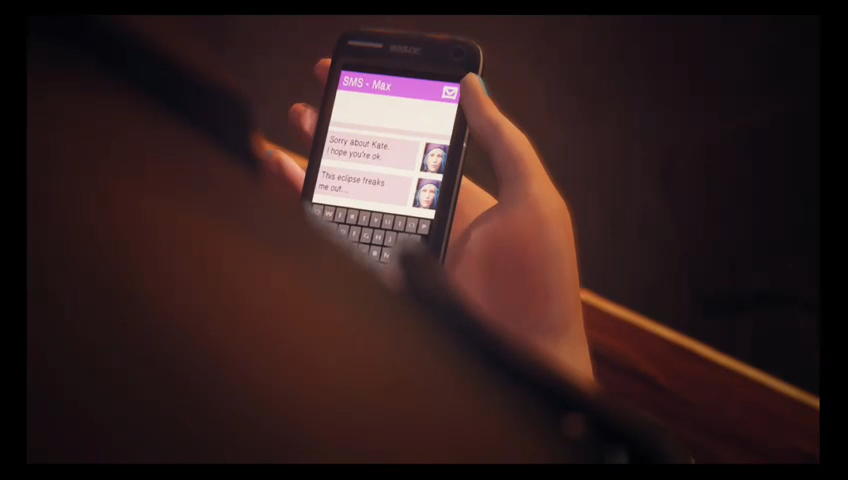 SMS - Max
Sorry about Kate.
I hope you're ok.
This eclipse freaks
me out...